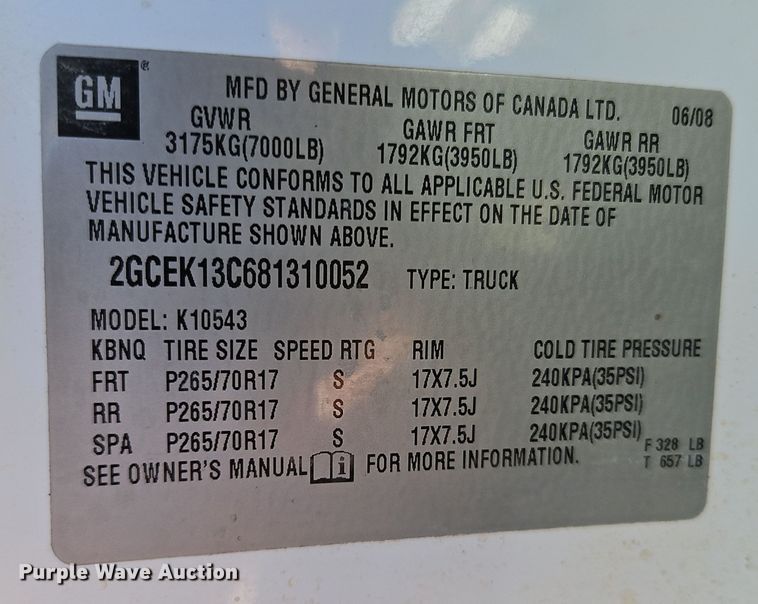 GM ®
MFD BY GENERAL MOTORS OF CANADA LTD. 06/08
GVWR GAWR FRT GAWR RR
3175KG(7000LB) 1792KG(3950LB) 1792KG(3950LB)
THIS VEHICLE CONFORMS TO ALL APPLICABLE U.S. FEDERAL MOTOR
VEHICLE SAFETY STANDARDS IN EFFECT ON THE DATE OF
MANUFACTURE SHOWN ABOVE.
2GCEK13C681310052 TYPE: TRUCK
MODEL: K10543
KBNQ TIRE SIZE SPEED RTG RIM COLD TIRE PRESSURE
FRT P265/70R17 S 17X7.5J 240KPA(35PSI)
RR P265/70R17 S 17X7.5J 240KPA(35PSI)
SPA P265/70R17 S 17X7.5J 240KPA(35PSI)
F 328 LB
SEE OWNER'S MANUAL i FOR MORE INFORMATION. T 657 LB
Purple Wave Auction